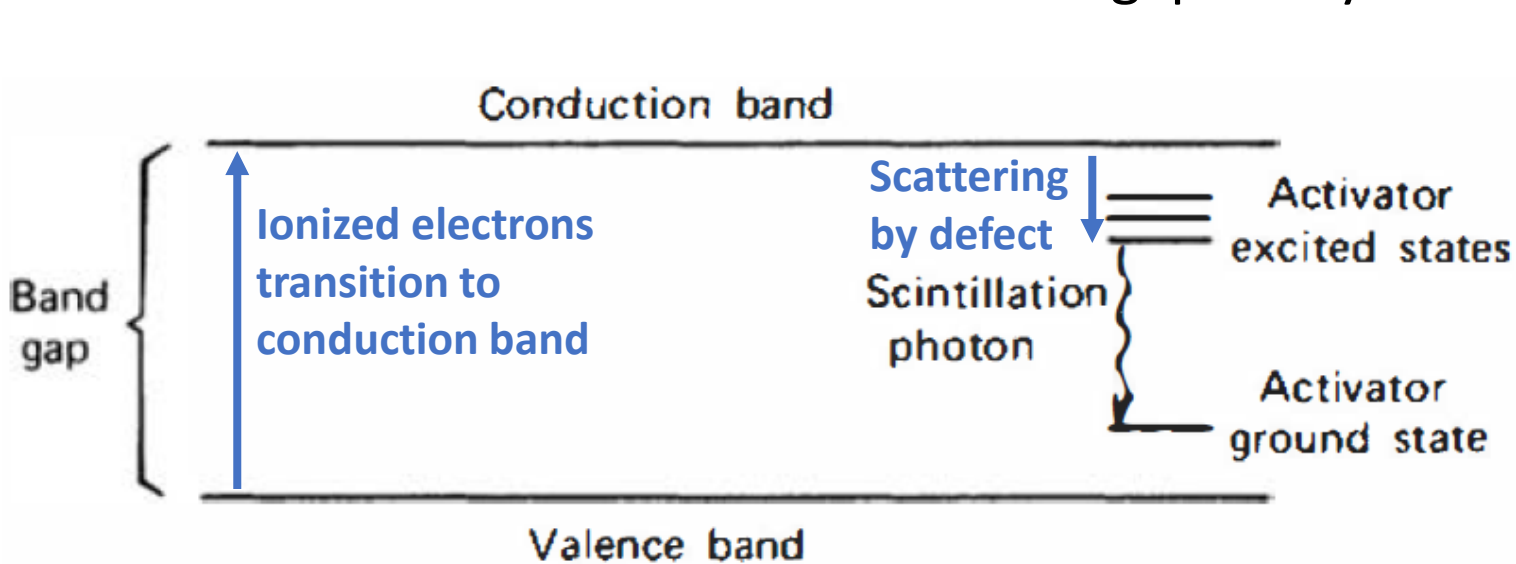 Conduction band
Scattering
by defect
Ionized electrons
transition to
conduction band
Activator
excited states
Band
gap
Scintillation
photon
Activator
ground state
Valence band